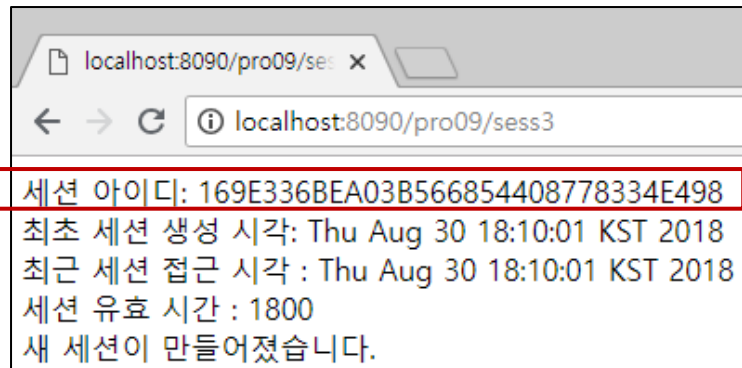 localhost:8090/pro09/ses
localhost:8090/pro09/sess3
세션 아이디: 169E336BEA03B566854408778334E498
최초 세션 생성 시각: Thu Aug 30 18:10:01 KST 2018
최근 세션 접근 시각 : Thu Aug 30 18:10:01 KST 2018
세션 유효 시간 : 1800
새 세션이 만들어졌습니다.